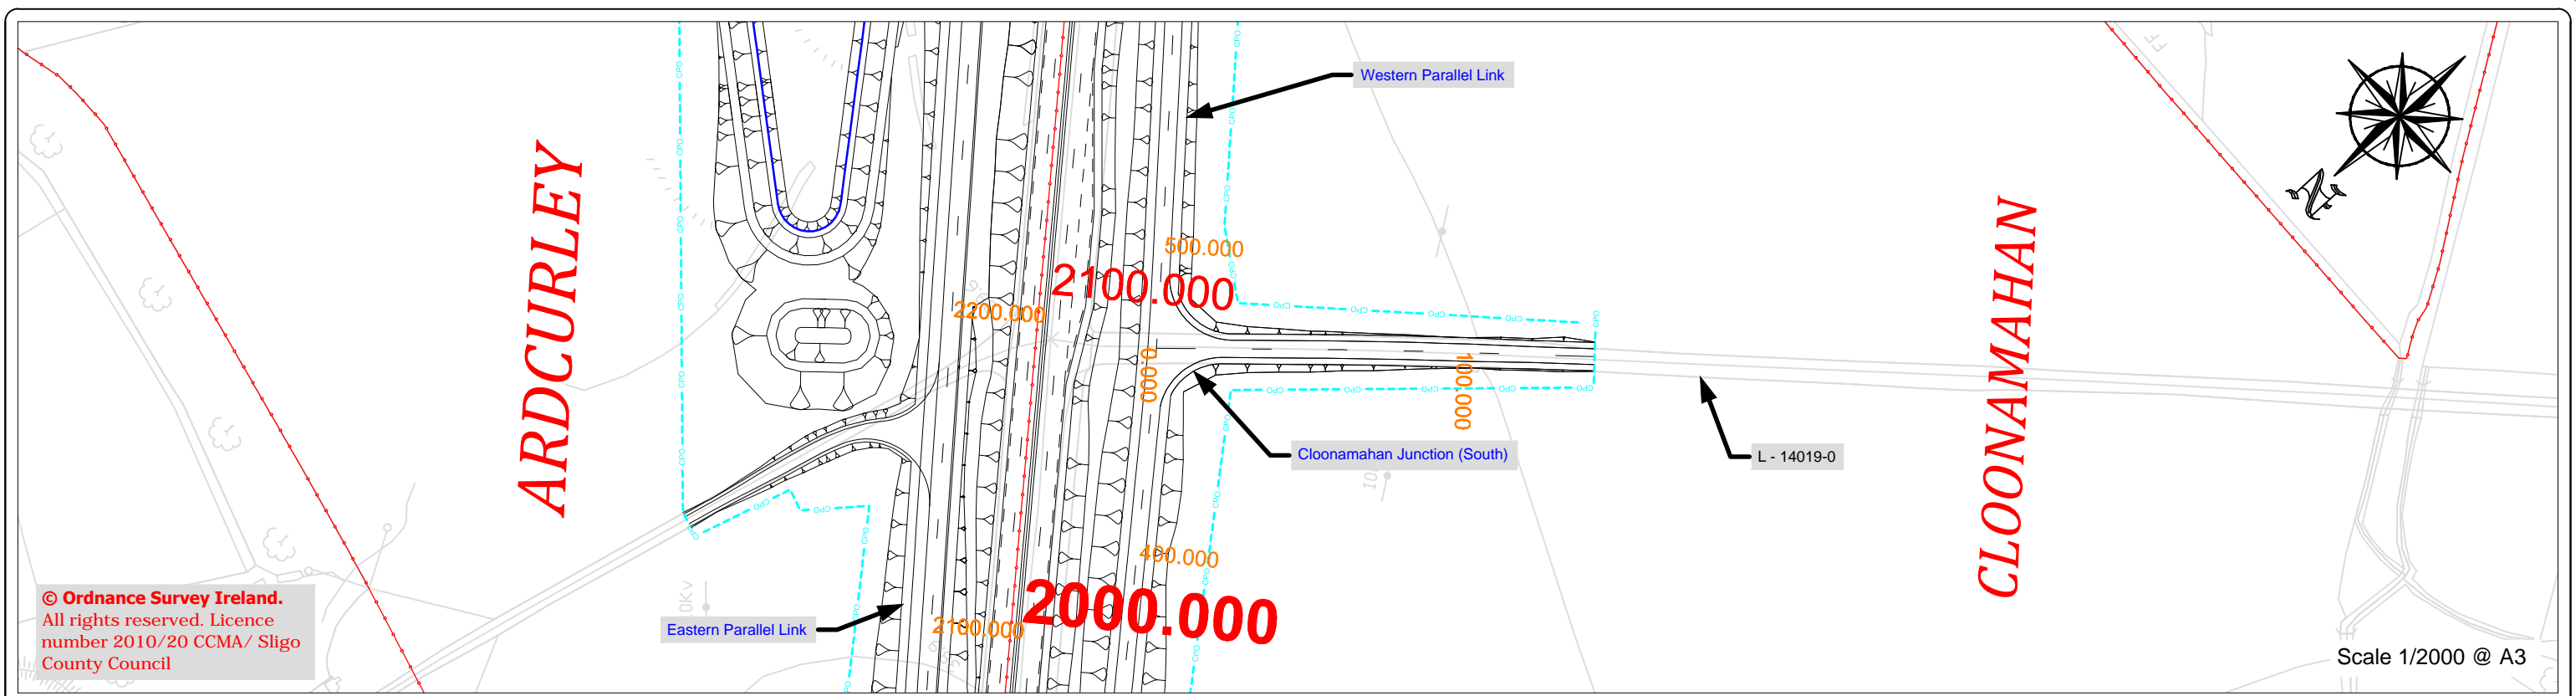 Western Parallel Link
ARDCURLEY
CLOONAMAHAN
500.000
2100.000
2200.000
0.000
100.000
Cloonamahan Junction (South)
L - 14019-0
400.000
2000.000
2100.000
Eastern Parallel Link
10Kv
N
CPO
© Ordnance Survey Ireland.
All rights reserved. Licence
number 2010/20 CCMA/ Sligo
County Council
Scale 1/2000 @ A3